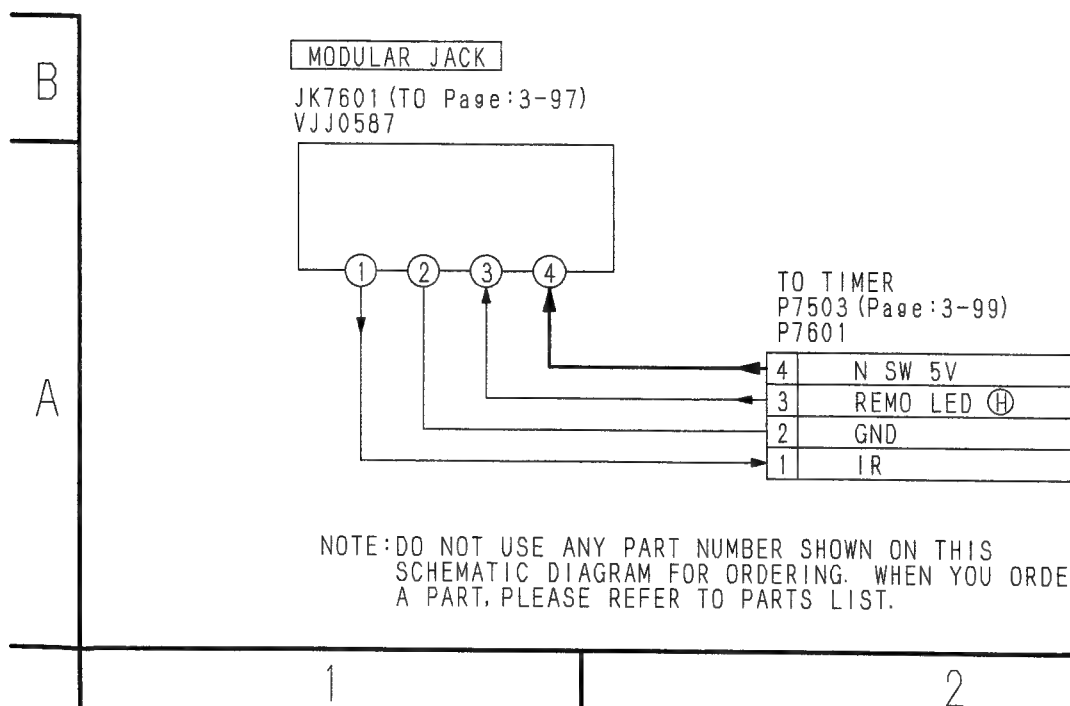 B
MODULAR JACK
JK7601 (TO Page:3-97)
VJJ0587
1 2 3 4
TO TIMER
P7503 (Page:3-99)
P7601
A
4 N SW 5V
3 REMO LED Ⓗ
2 GND
1 IR
NOTE:DO NOT USE ANY PART NUMBER SHOWN ON THIS
SCHEMATIC DIAGRAM FOR ORDERING. WHEN YOU ORDE
A PART, PLEASE REFER TO PARTS LIST.
1 2